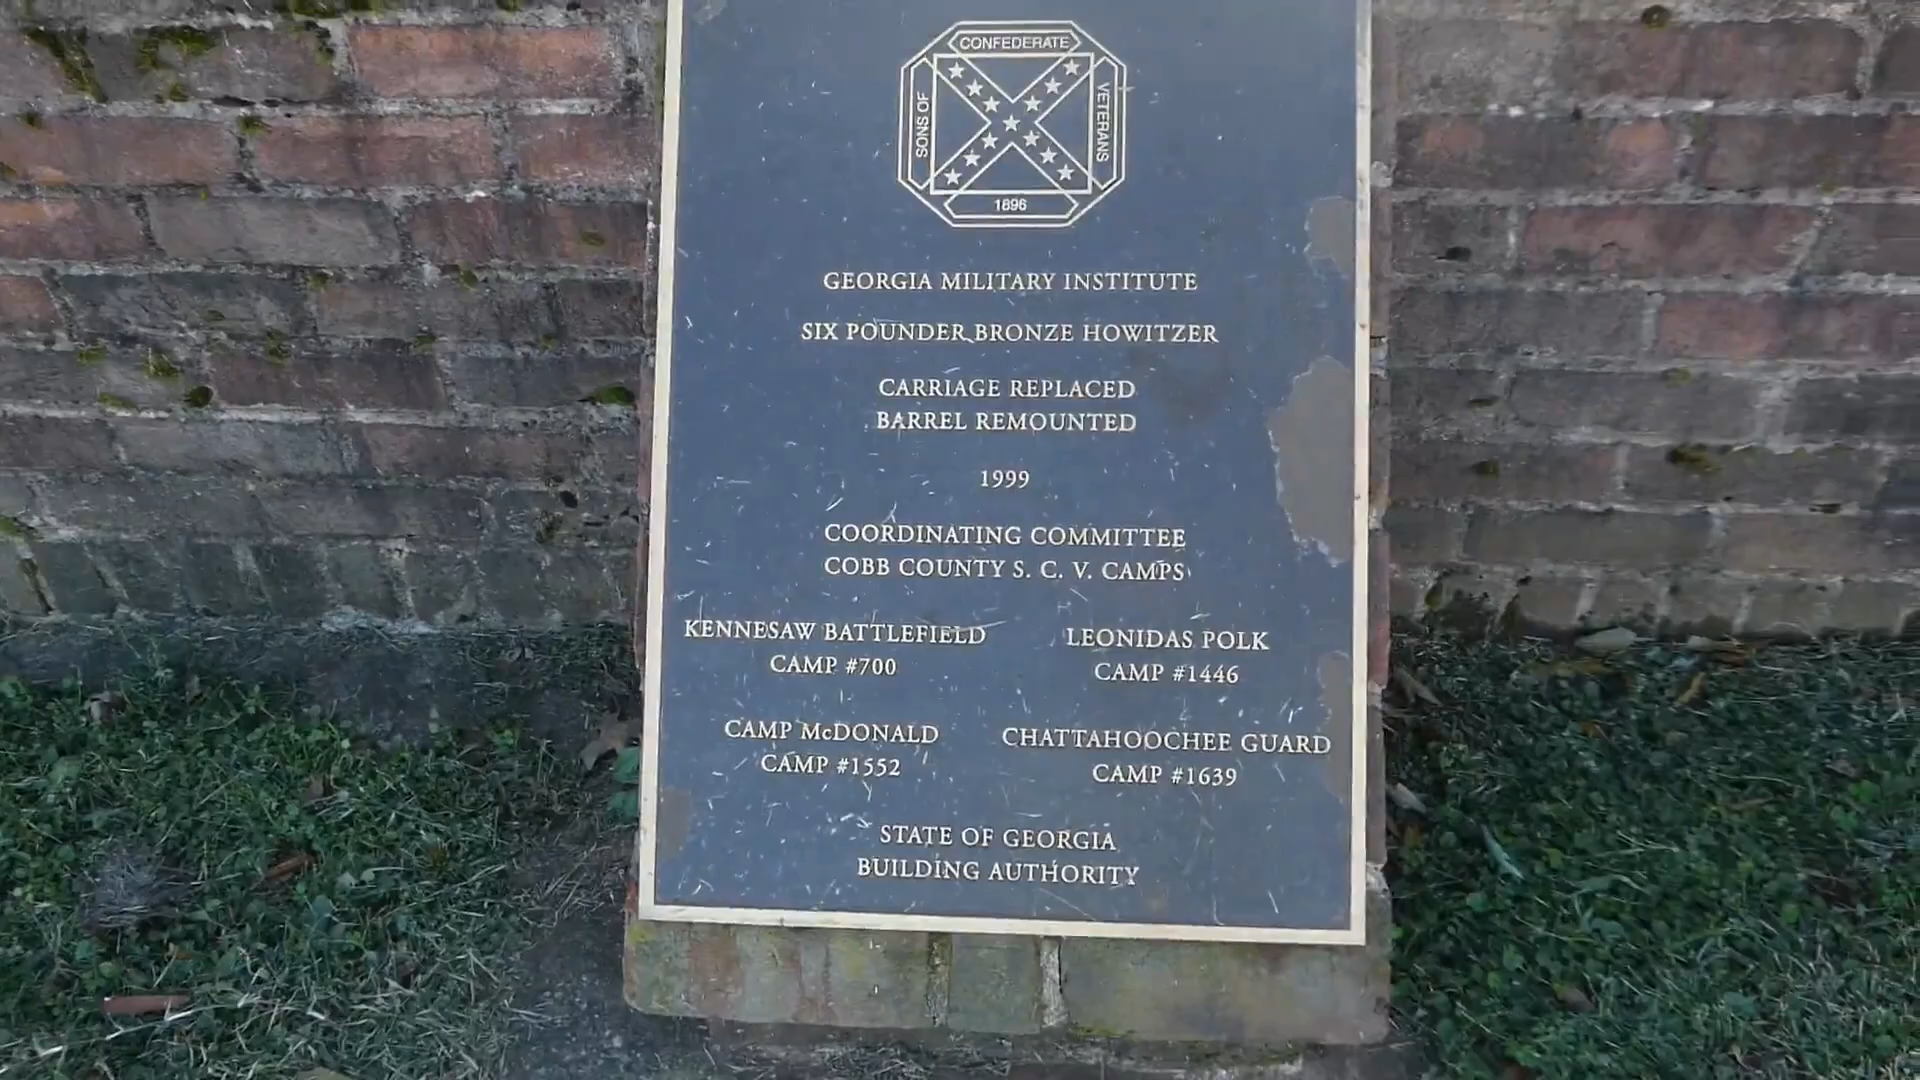 CONFEDERATE
SONS OF
VETERANS
1896
GEORGIA MILITARY INSTITUTE
SIX POUNDER BRONZE HOWITZER
CARRIAGE REPLACED
BARREL REMOUNTED
1999
COORDINATING COMMITTEE
COBB COUNTY S. C. V. CAMPS
KENNESAW BATTLEFIELD
CAMP #700
LEONIDAS POLK
CAMP #1446
CAMP McDONALD
CAMP #1552
CHATTAHOOCHEE GUARD
CAMP #1639
STATE OF GEORGIA
BUILDING AUTHORITY